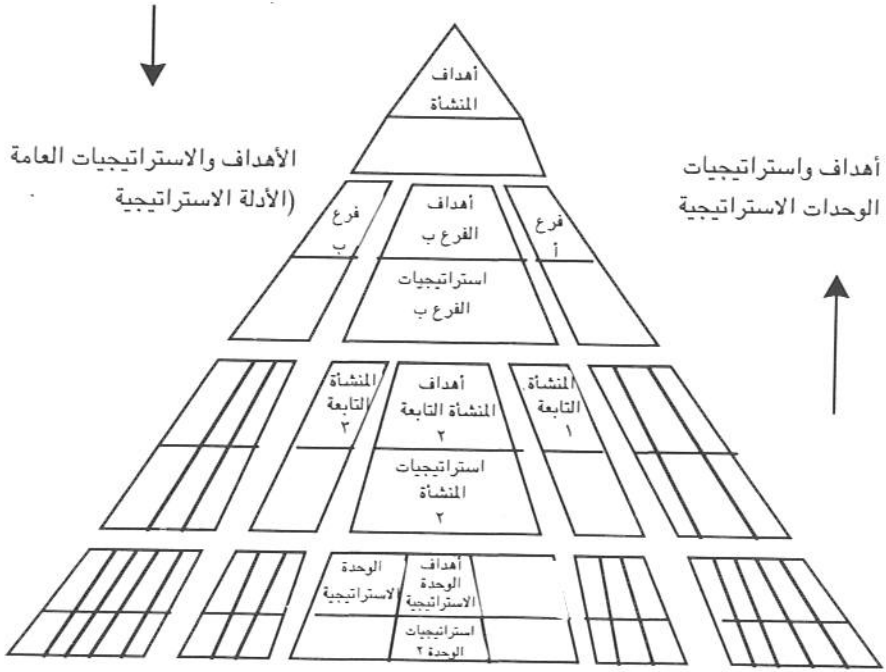 أهداف
المنشأة
الأهداف والاستراتيجيات العامة
(الأدلة الاستراتيجية
أهداف واستراتيجيات
الوحدات الاستراتيجية
فرع
أ
أهداف
الفرع ب
استراتيجيات
الفرع ب
فرع
ب
المنشأة
التابعة
١
أهداف
المنشأة التابعة
٢
استراتيجيات
المنشأة
٢
المنشأة
التابعة
٣
أهداف
الوحدة
الاستراتيجية
استراتيجيات
الوحدة ٢
الوحدة
الاستراتيجية